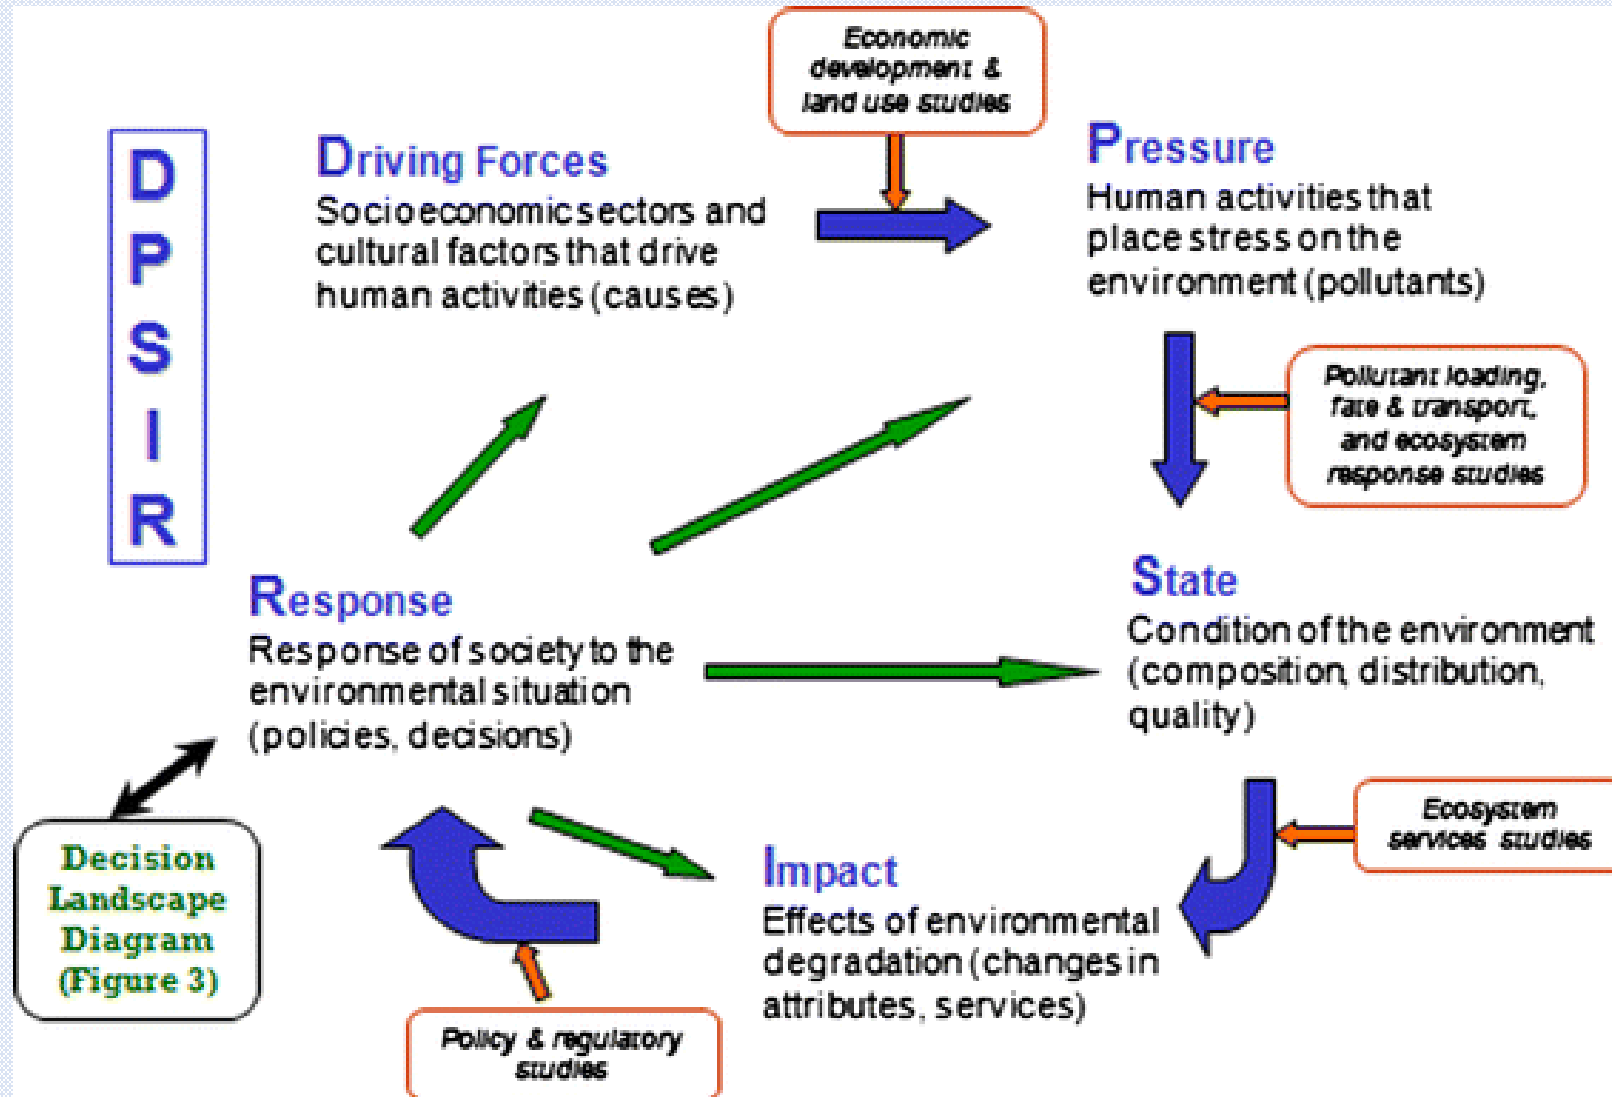 D
P
S
I
R
Economic
development &
land use studies
Driving Forces
Socioeconomic sectors and
cultural factors that drive
human activities (causes)
Pressure
Human activities that
place stress on the
environment (pollutants)
Pollutant loading,
fate & transport,
and ecosystem
response studies
Response
Response of society to the
environmental situation
(policies, decisions)
State
Condition of the environment
(composition, distribution,
quality)
Decision
Landscape
Diagram
(Figure 3)
Impact
Effects of environmental
degradation (changes in
attributes, services)
Ecosystem
services studies
Policy & regulatory
studies